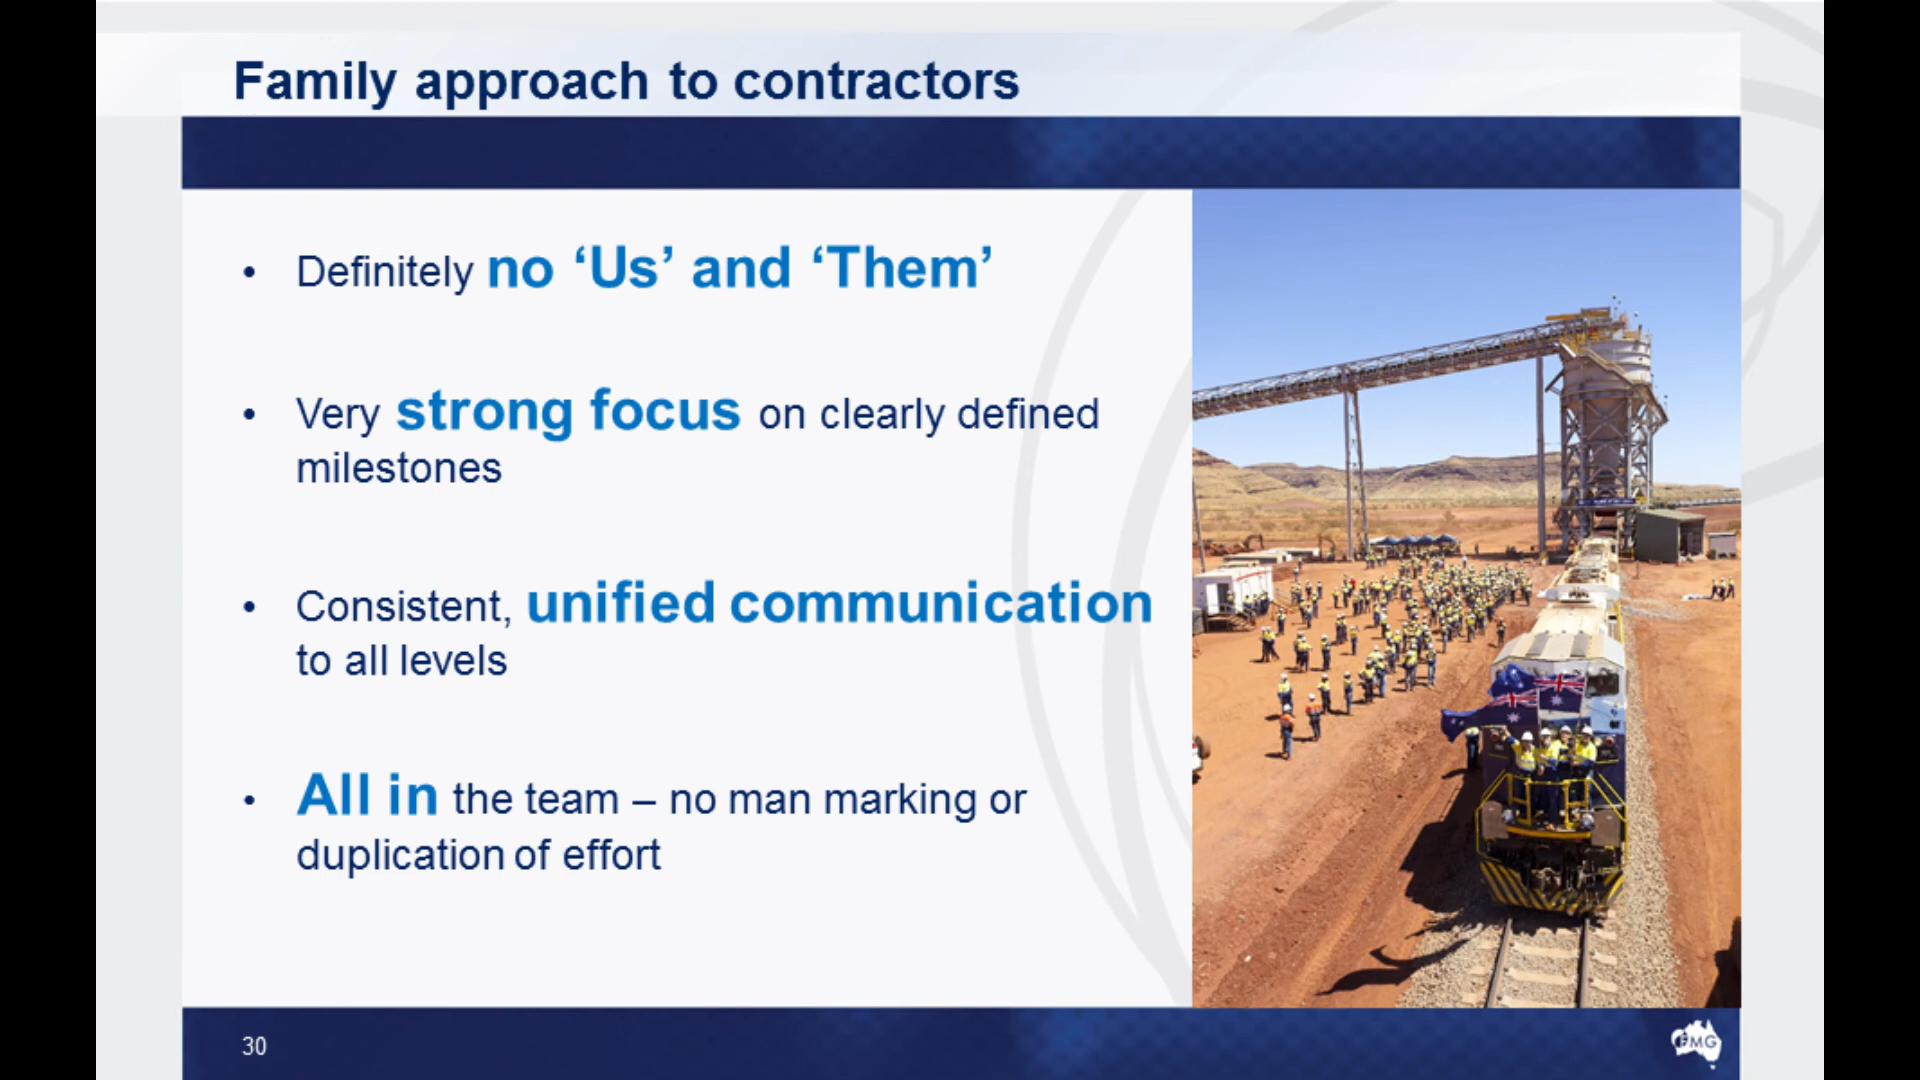 Family approach to contractors
• Definitely no ‘Us’ and ‘Them’
• Very strong focus on clearly defined
milestones
• Consistent, unified communication
to all levels
• All in the team – no man marking or
duplication of effort
30
FMG